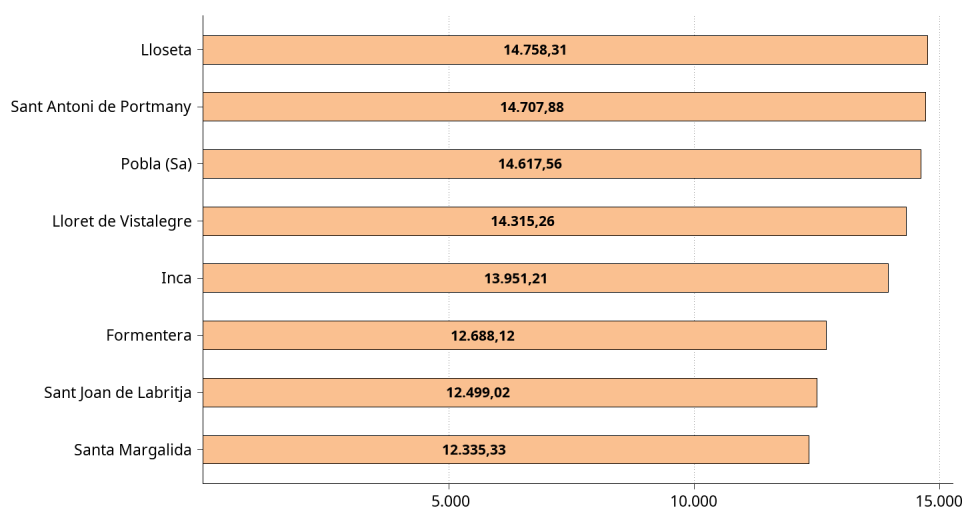 Lloseta 14.758,31
Sant Antoni de Portmany 14.707,88
Pobla (Sa) 14.617,56
Lloret de Vistalegre 14.315,26
Inca 13.951,21
Formentera 12.688,12
Sant Joan de Labritja 12.499,02
Santa Margalida 12.335,33
5.000 10.000 15.000